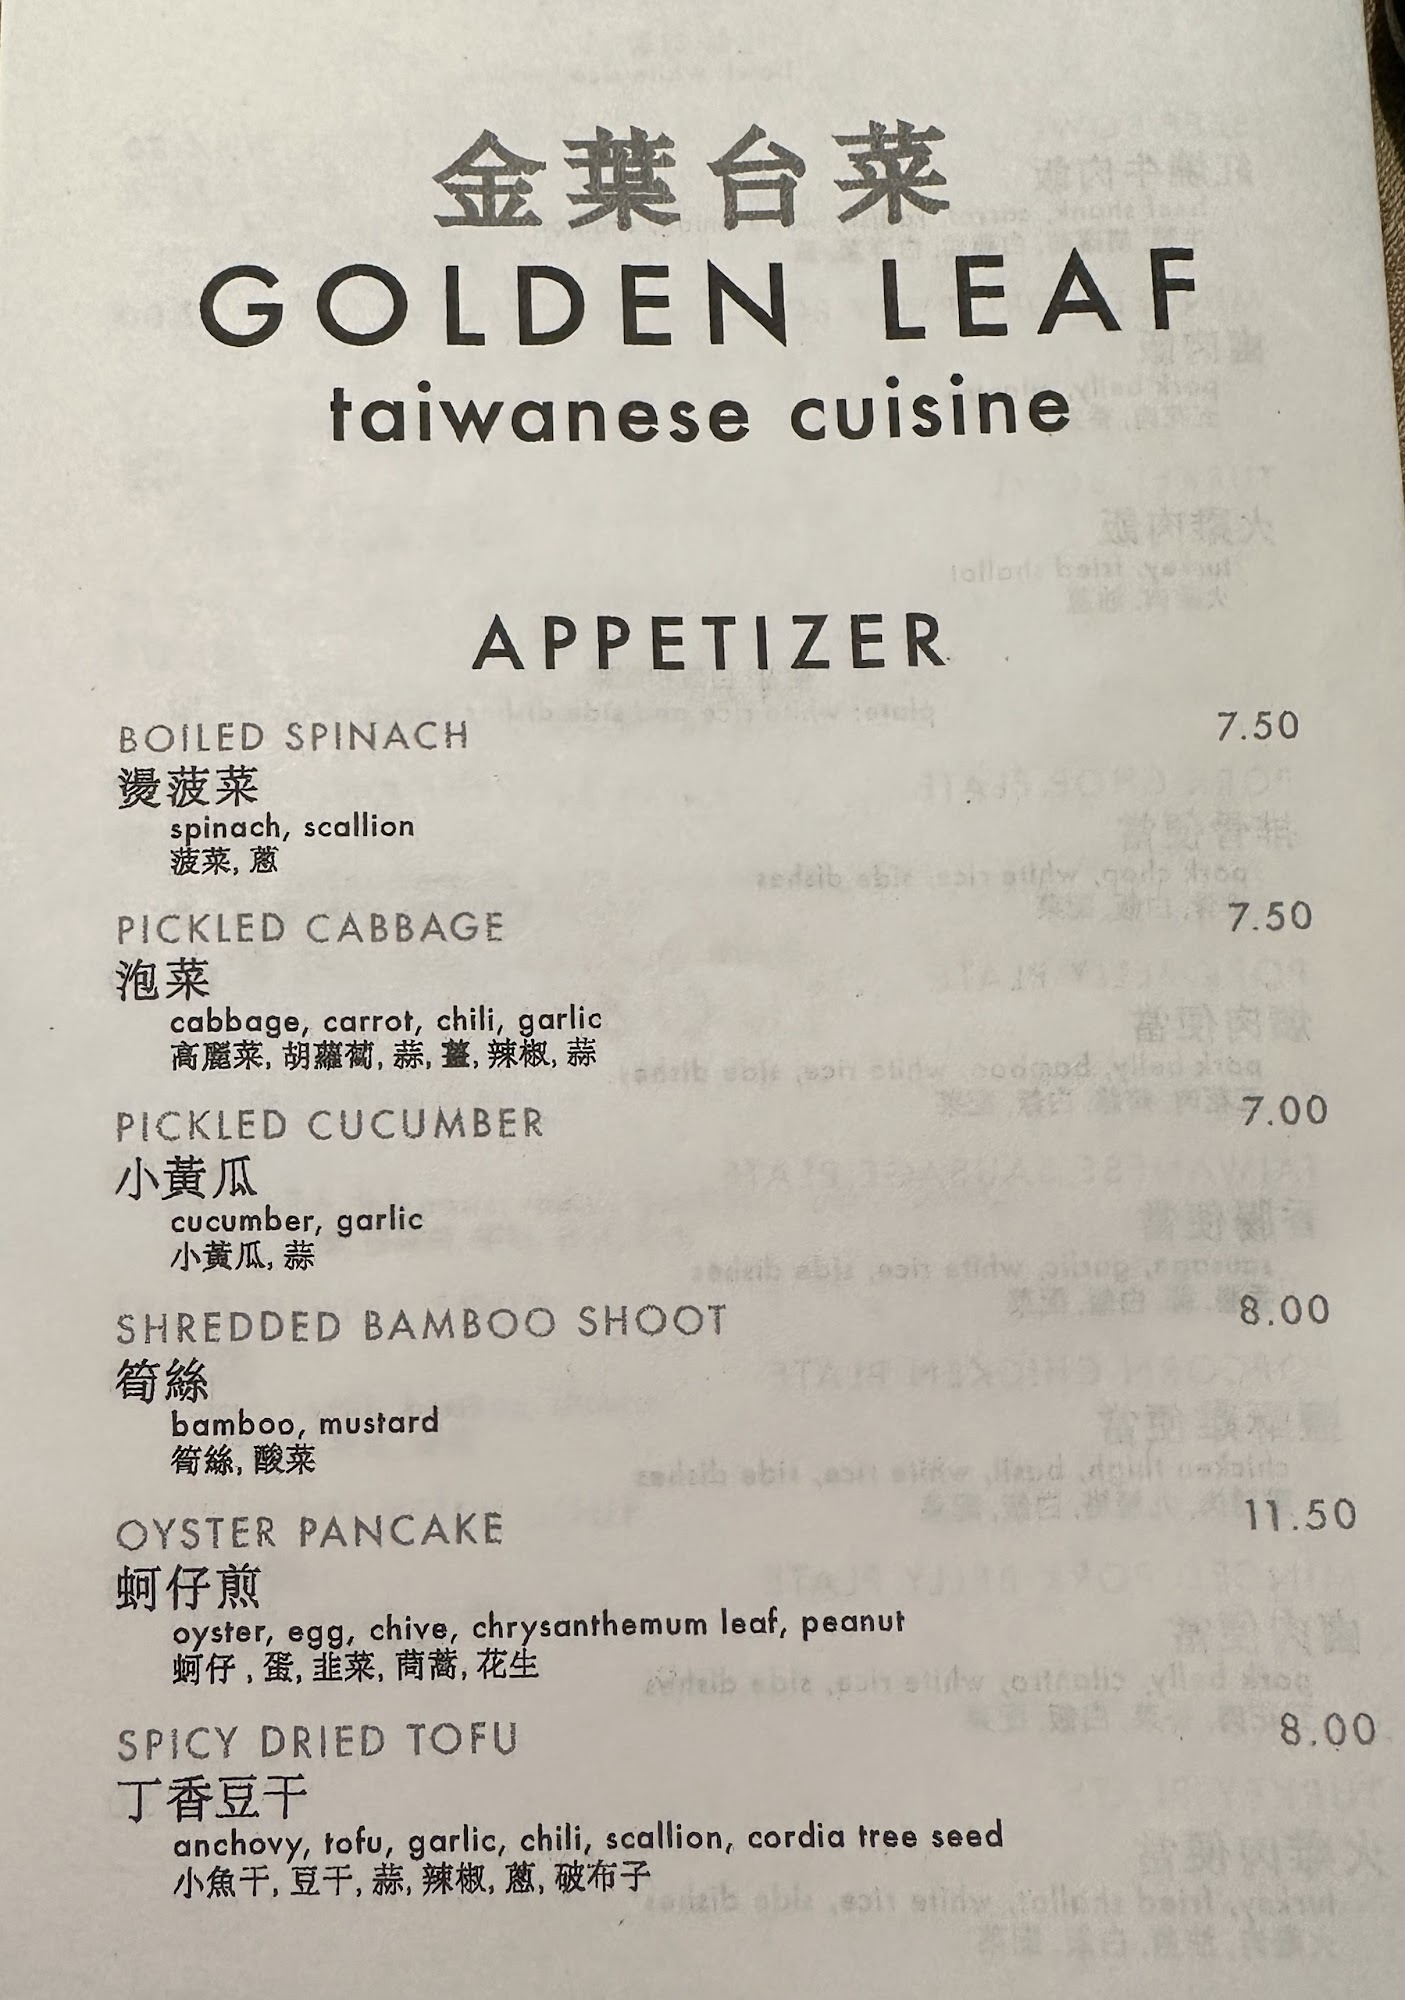 金葉台菜
GOLDEN LEAF
taiwanese cuisine
APPETIZER
BOILED SPINACH 7.50
燙菠菜
spinach, scallion
菠菜, 蔥
PICKLED CABBAGE 7.50
泡菜
cabbage, carrot, chili, garlic
高麗菜, 胡蘿蔔, 蒜, 薑, 辣椒, 蒜
PICKLED CUCUMBER 7.00
小黃瓜
cucumber, garlic
小黃瓜, 蒜
SHREDDED BAMBOO SHOOT 8.00
筍絲
bamboo, mustard
筍絲, 酸菜
OYSTER PANCAKE 11.50
蚵仔煎
oyster, egg, chive, chrysanthemum leaf, peanut
蚵仔 , 蛋, 韭菜, 茼蒿, 花生
SPICY DRIED TOFU 8.00
丁香豆干
anchovy, tofu, garlic, chili, scallion, cordia tree seed
小魚干, 豆干, 蒜, 辣椒, 蔥, 破布子